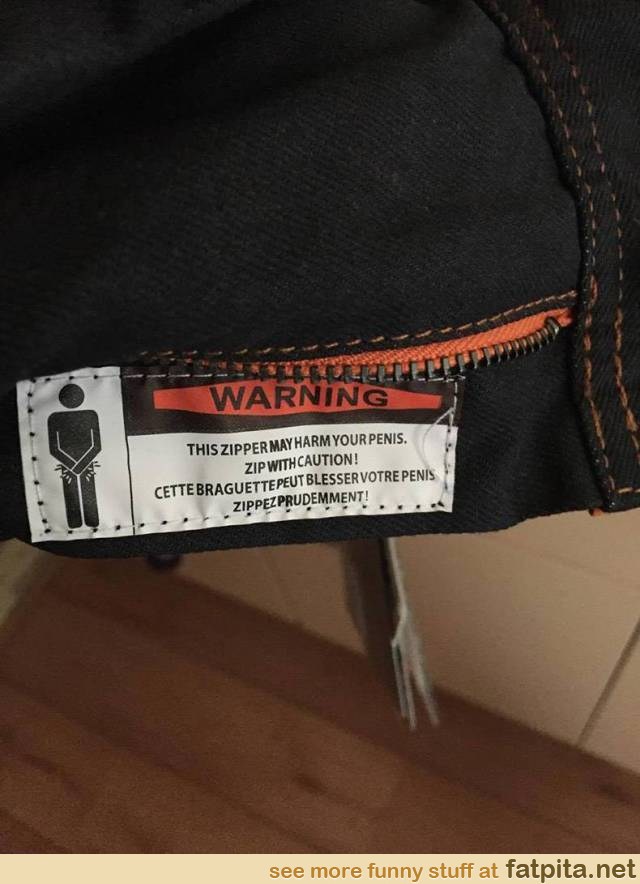 WARNING
THIS ZIPPER MAY HARM YOUR PENIS.
ZIP WITH CAUTION!
CETTE BRAGUETTE PEUT BLESSER VOTRE PENIS
ZIPPEZ PRUDEMMENT!
see more funny stuff at fatpita.net